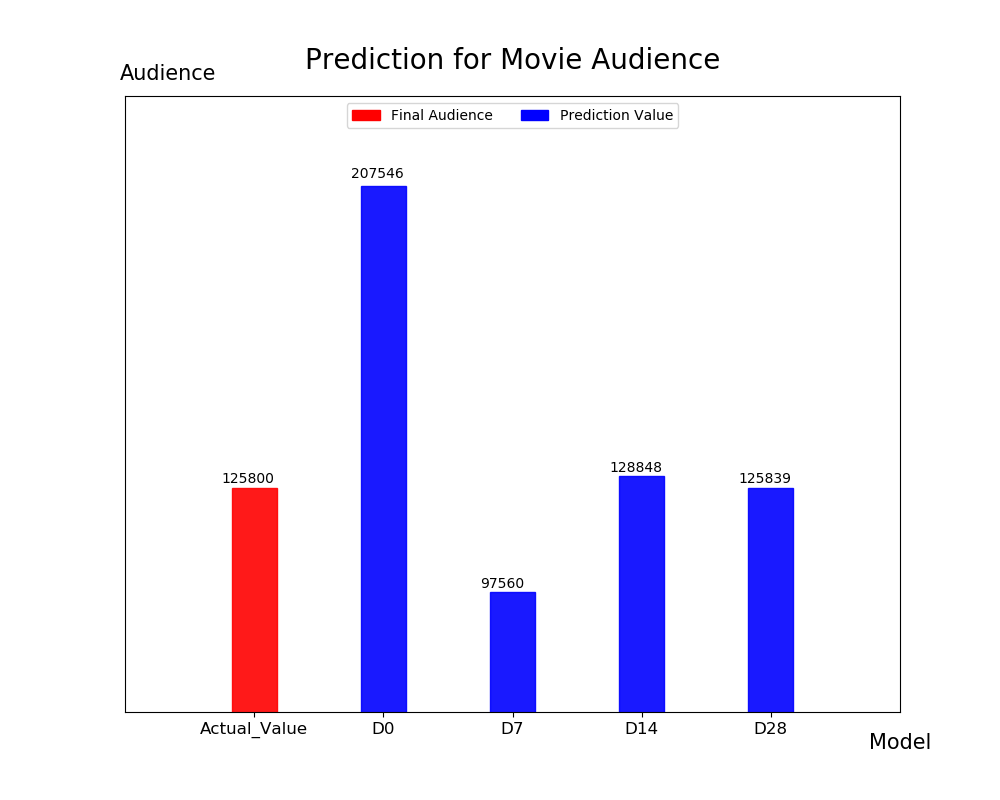 Prediction for Movie Audience
Audience
Final Audience
Prediction Value
207546
125800
97560
128848
125839
Actual_Value
D0
D7
D14
D28
Model